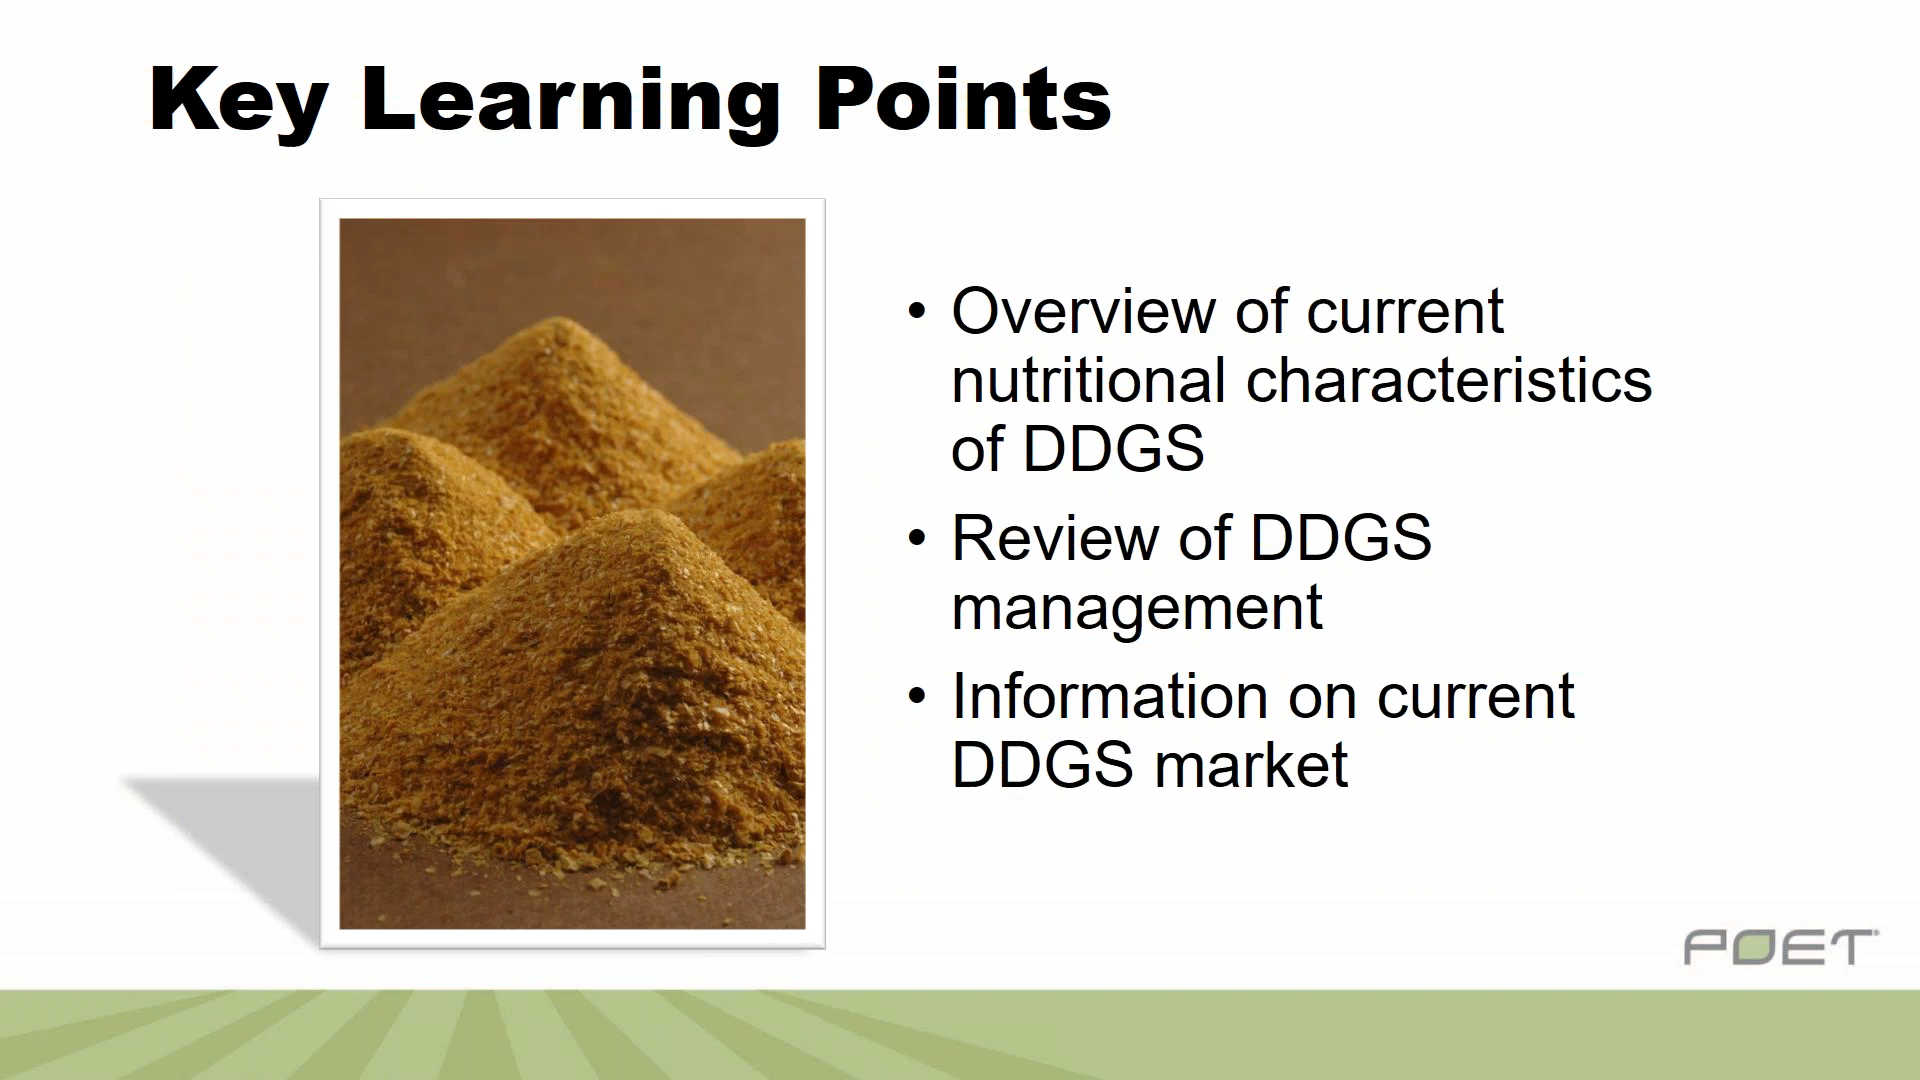 Key Learning Points
• Overview of current
nutritional characteristics
of DDGS
• Review of DDGS
management
• Information on current
DDGS market
POET